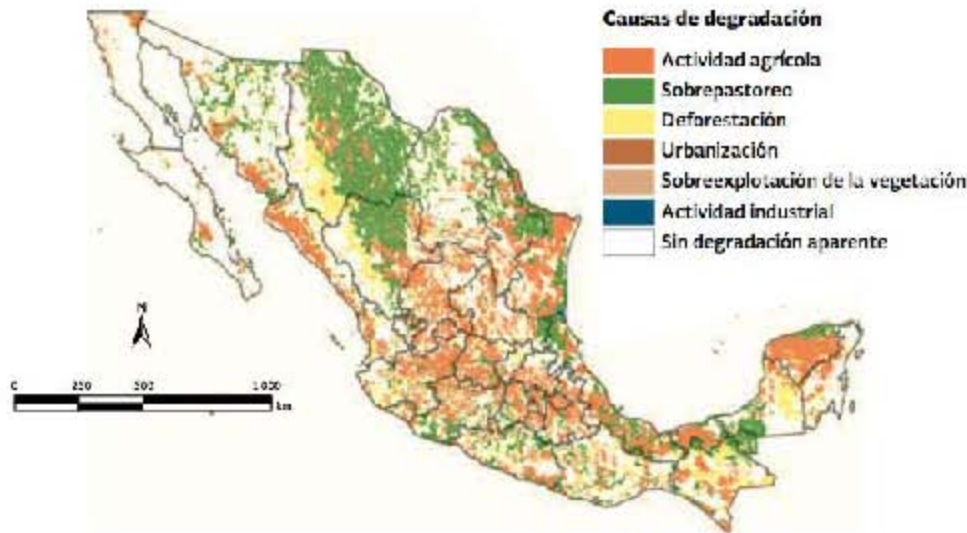 Causas de degradación
Actividad agrícola
Sobrepastoreo
Deforestación
Urbanización
Sobreexplotación de la vegetación
Actividad industrial
Sin degradación aparente
N
0 250 500 1 000
km